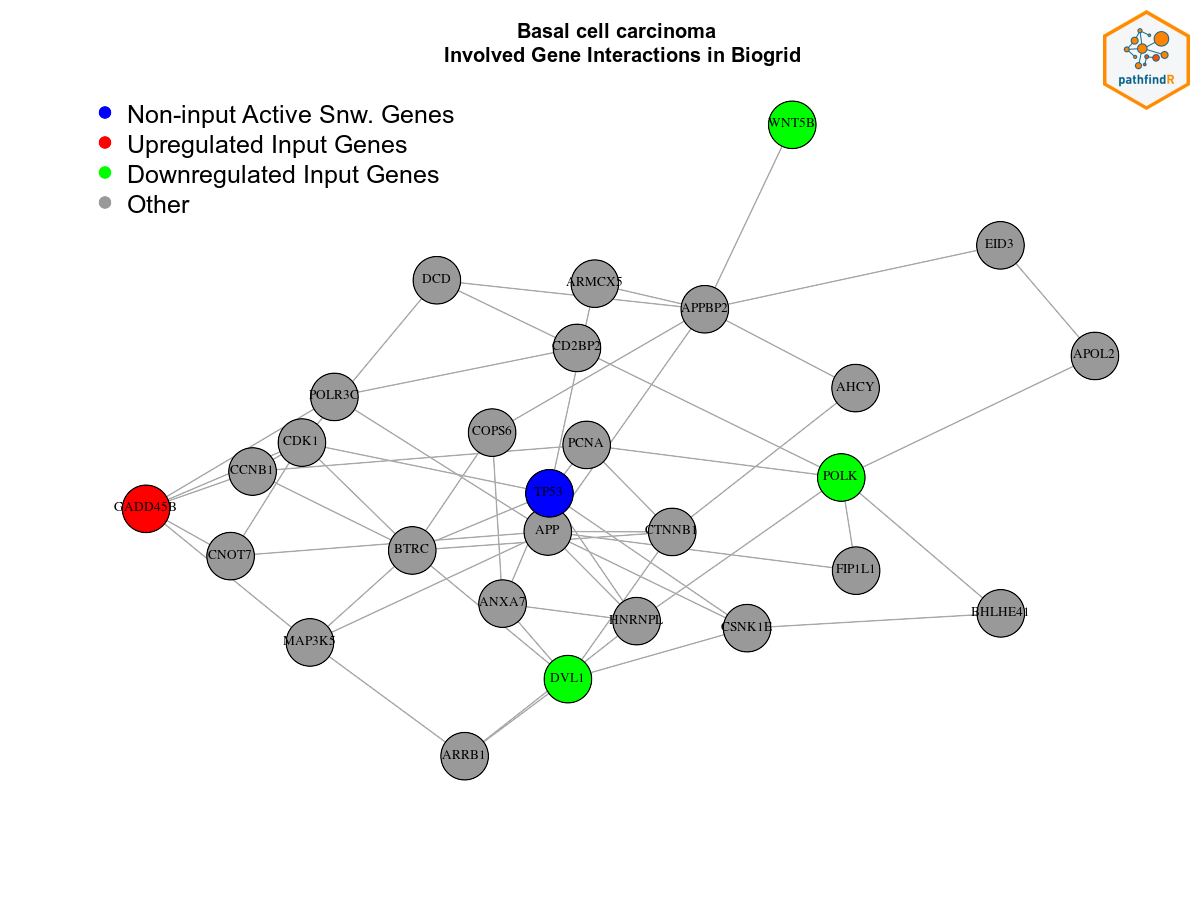 Basal cell carcinoma
Involved Gene Interactions in Biogrid
pathfindR
Non-input Active Snw. Genes
Upregulated Input Genes
Downregulated Input Genes
Other
WNT5B
EID3
DCD
ARMCX5
APPBP2
CD2BP2
APOL2
AHCY
POLR3C
COPS6
CDK1
PCNA
CCNB1
POLK
TP53
GADD45B
APP
CTNNB1
BTRC
CNOT7
FIP1L1
ANXA7
HNRNPL
BHLHE41
CSNK1E
MAP3K5
DVL1
ARRB1